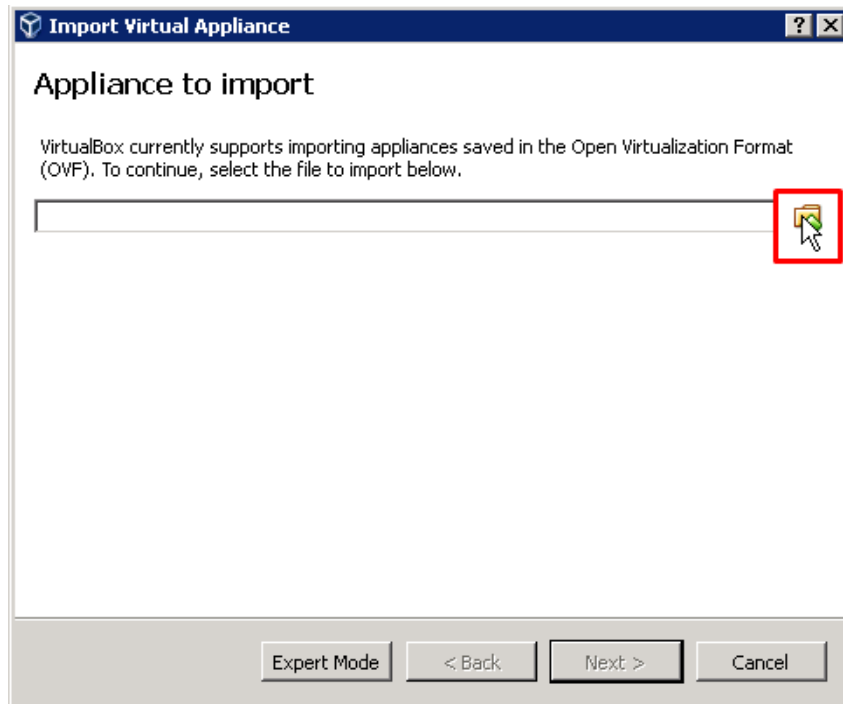 Import Virtual Appliance
Appliance to import
VirtualBox currently supports importing appliances saved in the Open Virtualization Format
(OVF). To continue, select the file to import below.
Expert Mode < Back Next > Cancel